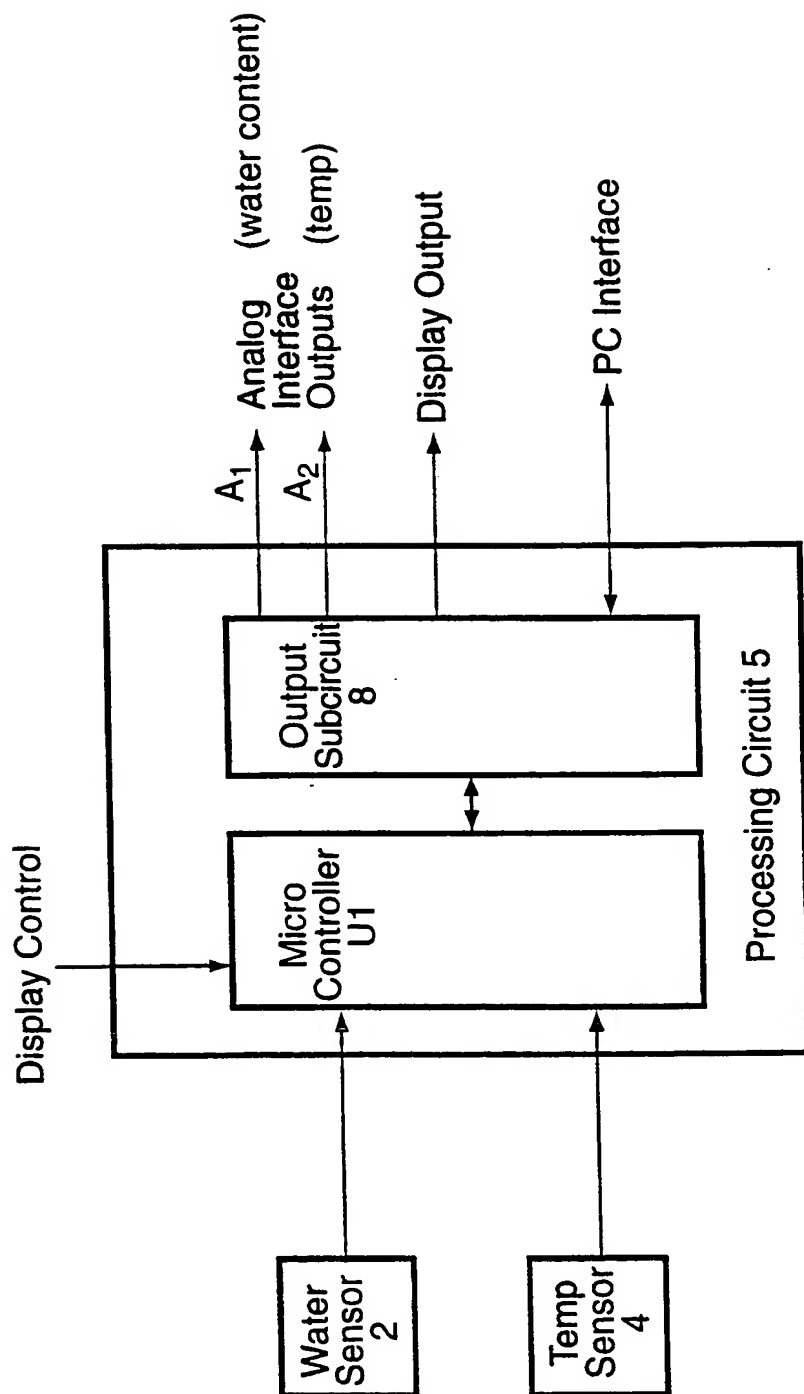 Display Control
Water
Sensor
2
Temp
Sensor
4
Micro
Controller
U1
Output
Subcircuit
8
Processing Circuit 5
A1
Analog (water content)
Interface
A2
Outputs (temp)
Display Output
PC Interface